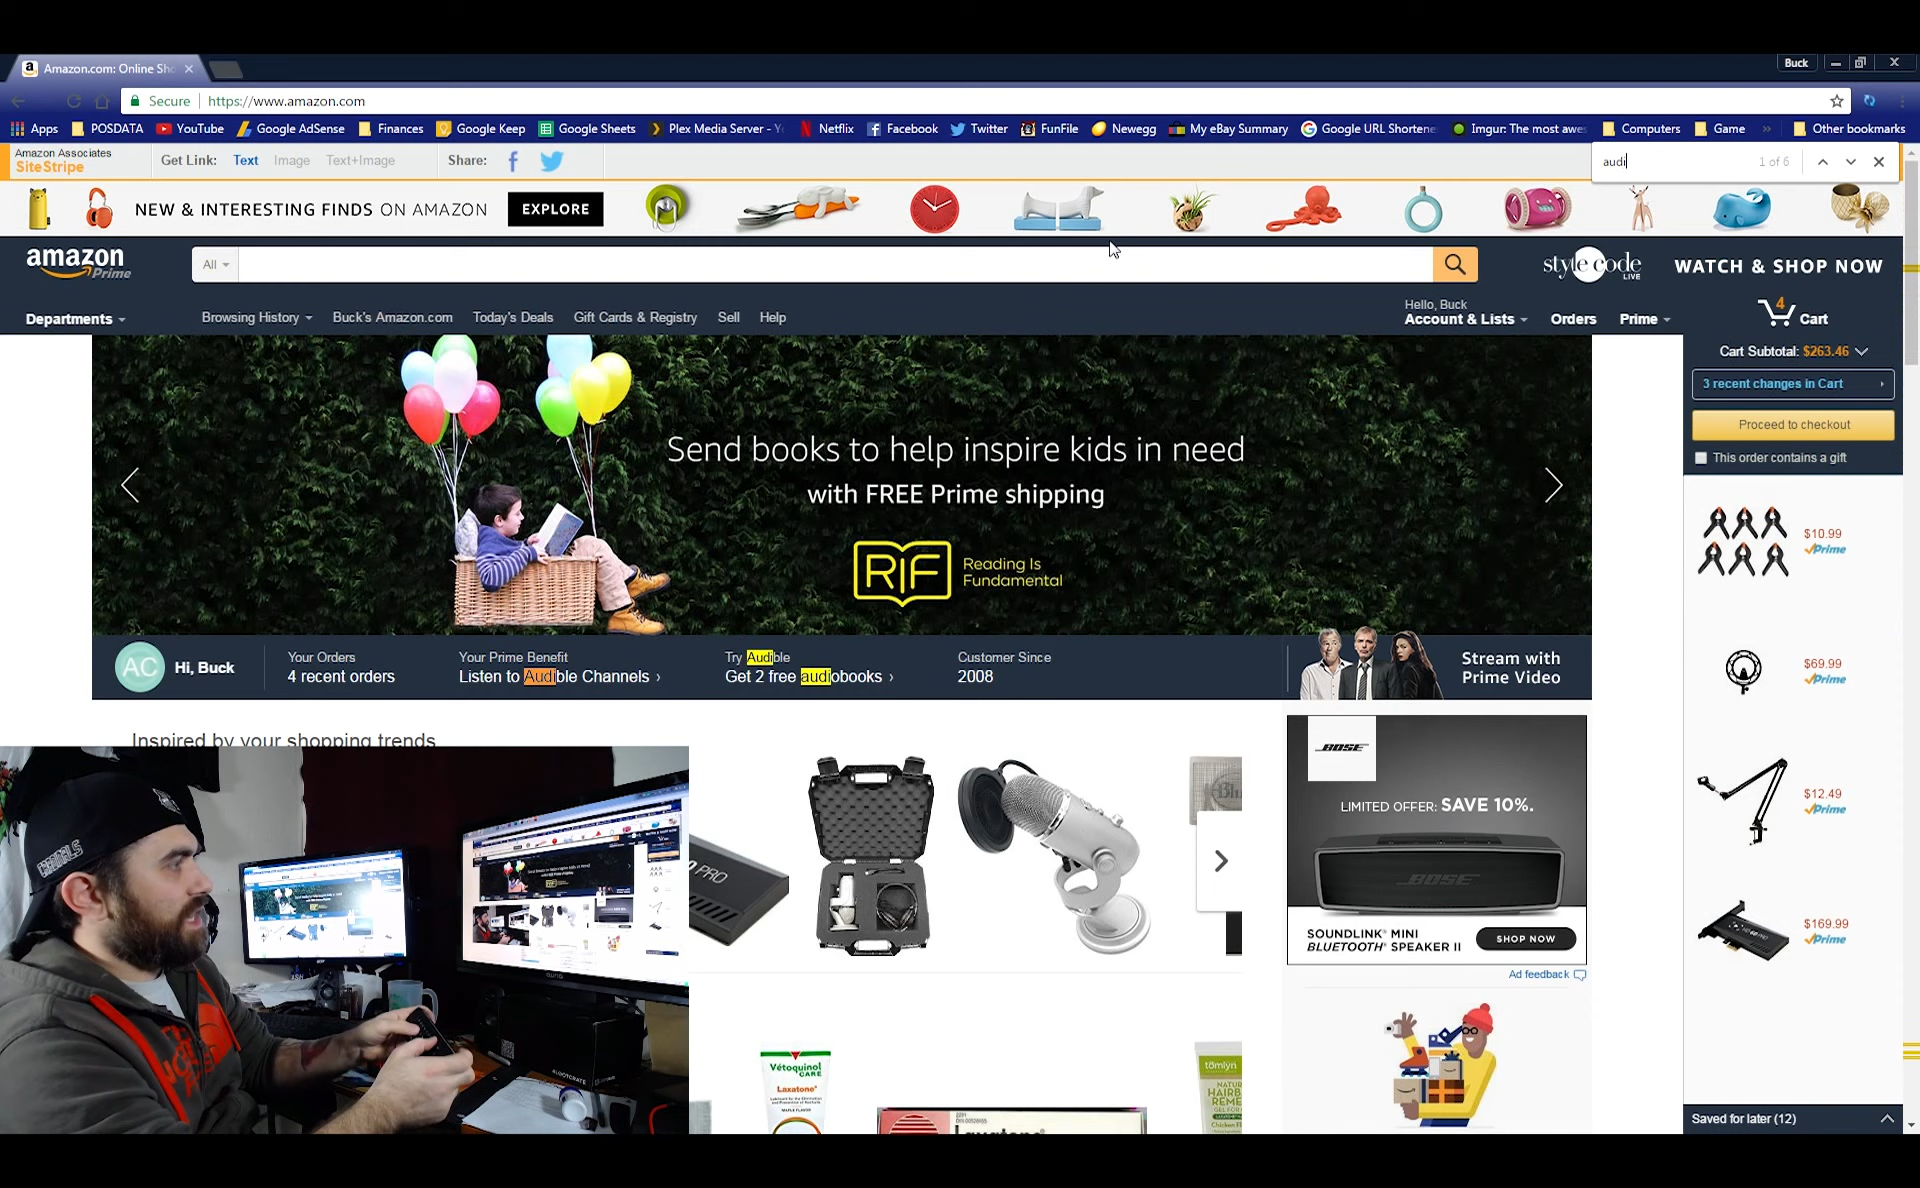 Amazon.com: Online Sho
Buck
Secure
https://www.amazon.com
Apps
POSDATA
YouTube
Google AdSense
Finances
Google Keep
Google Sheets
Plex Media Server - Yo
Netflix
Facebook
Twitter
FunFile
Newegg
My eBay Summary
Google URL Shortene
Imgur: The most awes
Computers
Game
»
Other bookmarks
Amazon Associates
SiteStripe
Get Link:
Text
Image
Text+Image
Share:
audi
1 of 6
NEW & INTERESTING FINDS ON AMAZON
EXPLORE
amazon
Prime
All
style code
LIVE
WATCH & SHOP NOW
Departments
Browsing History
Buck's Amazon.com
Today's Deals
Gift Cards & Registry
Sell
Help
Hello, Buck
Account & Lists
Orders
Prime
4
Cart
Cart Subtotal: $263.46
3 recent changes in Cart
Proceed to checkout
This order contains a gift
Send books to help inspire kids in need
with FREE Prime shipping
RIF
Reading Is
Fundamental
$10.99
Prime
$69.99
Prime
$12.49
Prime
$169.99
Prime
AC
Hi, Buck
Your Orders
4 recent orders
Your Prime Benefit
Listen to Audible Channels ›
Try Audible
Get 2 free audiobooks ›
Customer Since
2008
Stream with
Prime Video
Inspired by your shopping trends
PRO
BOSE
LIMITED OFFER: SAVE 10%.
BOSE
SOUNDLINK® MINI
BLUETOOTH® SPEAKER II
SHOP NOW
Ad feedback
CARDINALS
Vétoquinol
CARE
Laxatone®
tomlyn
Saved for later (12)